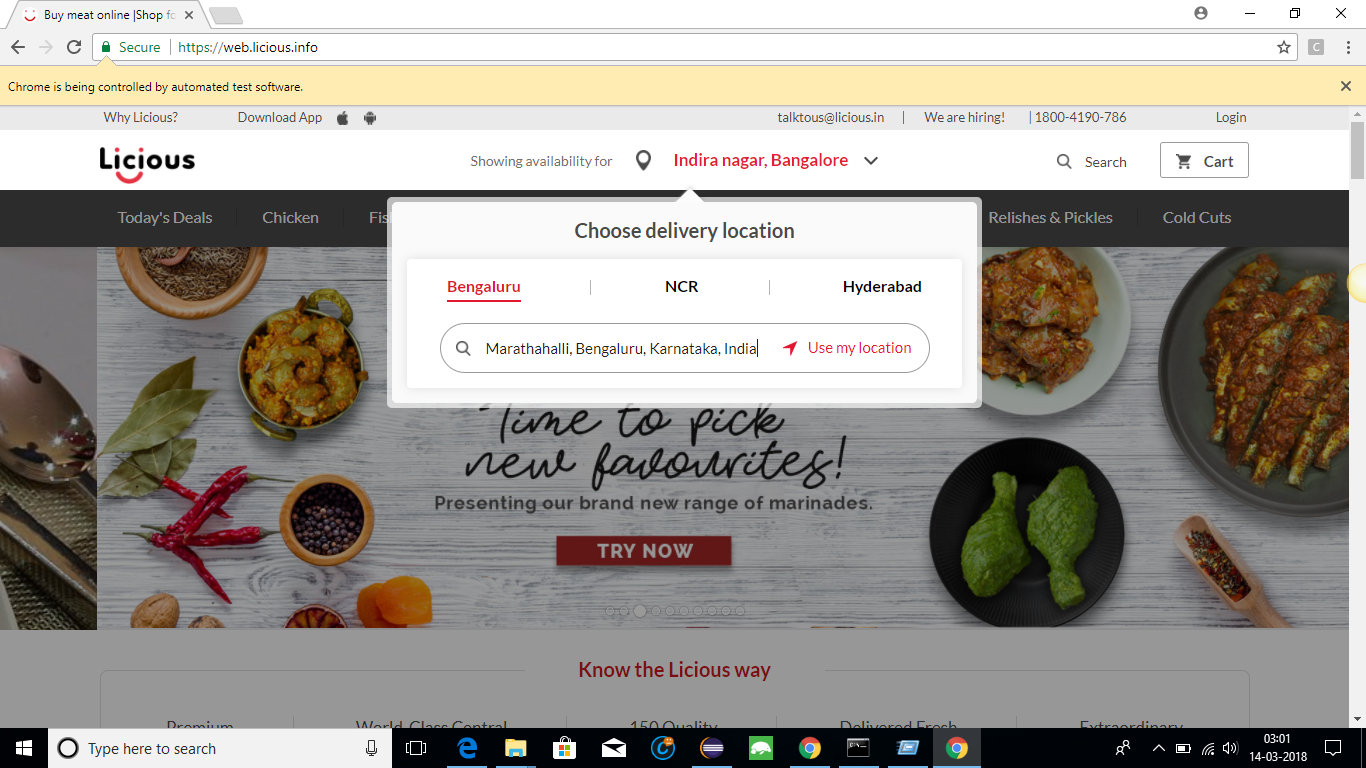 Buy meat online |Shop fo
Secure https://web.licious.info
C
Chrome is being controlled by automated test software.
Why Licious? Download App talktous@licious.in | We are hiring! | 1800-4190-786 Login
Licious Showing availability for Indira nagar, Bangalore Search Cart
Today's Deals Chicken Relishes & Pickles Cold Cuts
Choose delivery location
Bengaluru | NCR | Hyderabad
Marathahalli, Bengaluru, Karnataka, India Use my location
Time to pick
new favourites!
Presenting our brand new range of marinades.
TRY NOW
Know the Licious way
Premium World-Class Central 150 Quality Delivered Fresh Extraordinary
Type here to search
03:01
14-03-2018